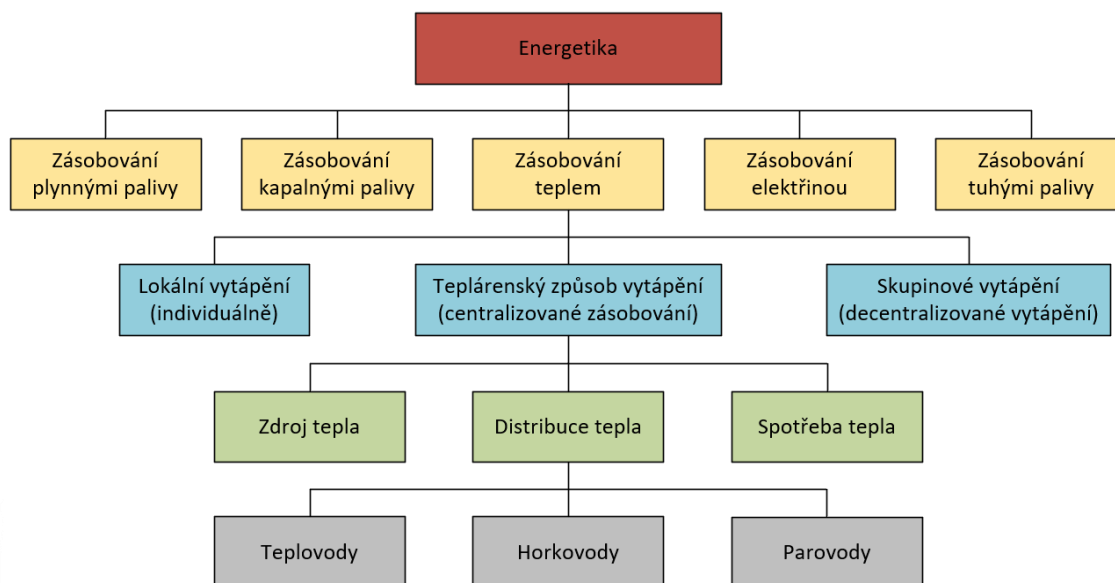 Energetika
Zásobování
plynnými palivy
Zásobování
kapalnými palivy
Zásobování
teplem
Zásobování
elektřinou
Zásobování
tuhými palivy
Lokální vytápění
(individuálně)
Teplárenský způsob vytápění
(centralizované zásobování)
Skupinové vytápění
(decentralizované vytápění)
Zdroj tepla
Distribuce tepla
Spotřeba tepla
Teplovody
Horkovody
Parovody